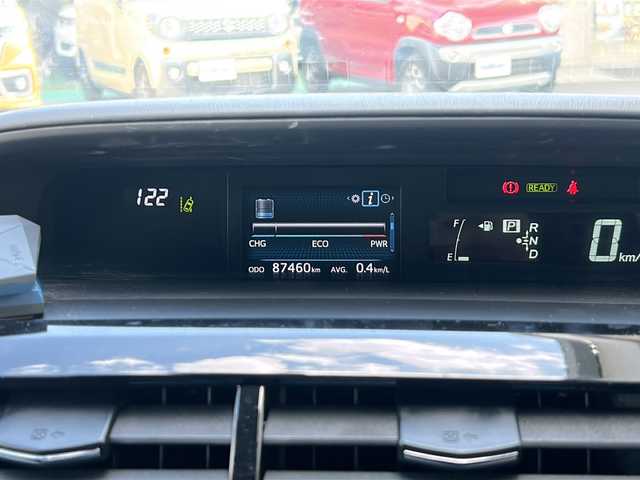 122
READY
CHG ECO PWR
ODO 87460km AVG. 0.4km/L
F
E
P
R
N
D
0
km/